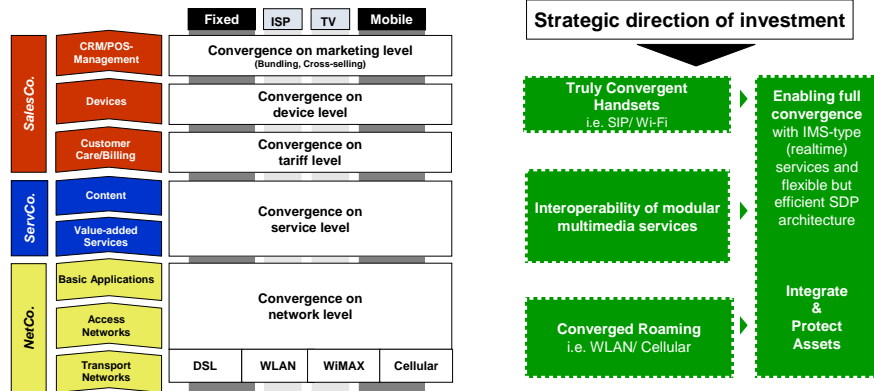 Fixed
ISP
TV
Mobile
SalesCo.
CRM/POS-
Management
Convergence on marketing level
(Bundling, Cross-selling)
Devices
Convergence on
device level
Customer
Care/Billing
Convergence on
tariff level
ServCo.
Content
Value-added
Services
Convergence on
service level
NetCo.
Basic Applications
Access
Networks
Convergence on
network level
Transport
Networks
DSL
WLAN
WiMAX
Cellular
Strategic direction of investment
Truly Convergent
Handsets
i.e. SIP/ Wi-Fi
Interoperability of modular
multimedia services
Converged Roaming
i.e. WLAN/ Cellular
Enabling full
convergence
with IMS-type
(realtime)
services and
flexible but
efficient SDP
architecture
Integrate
&
Protect
Assets